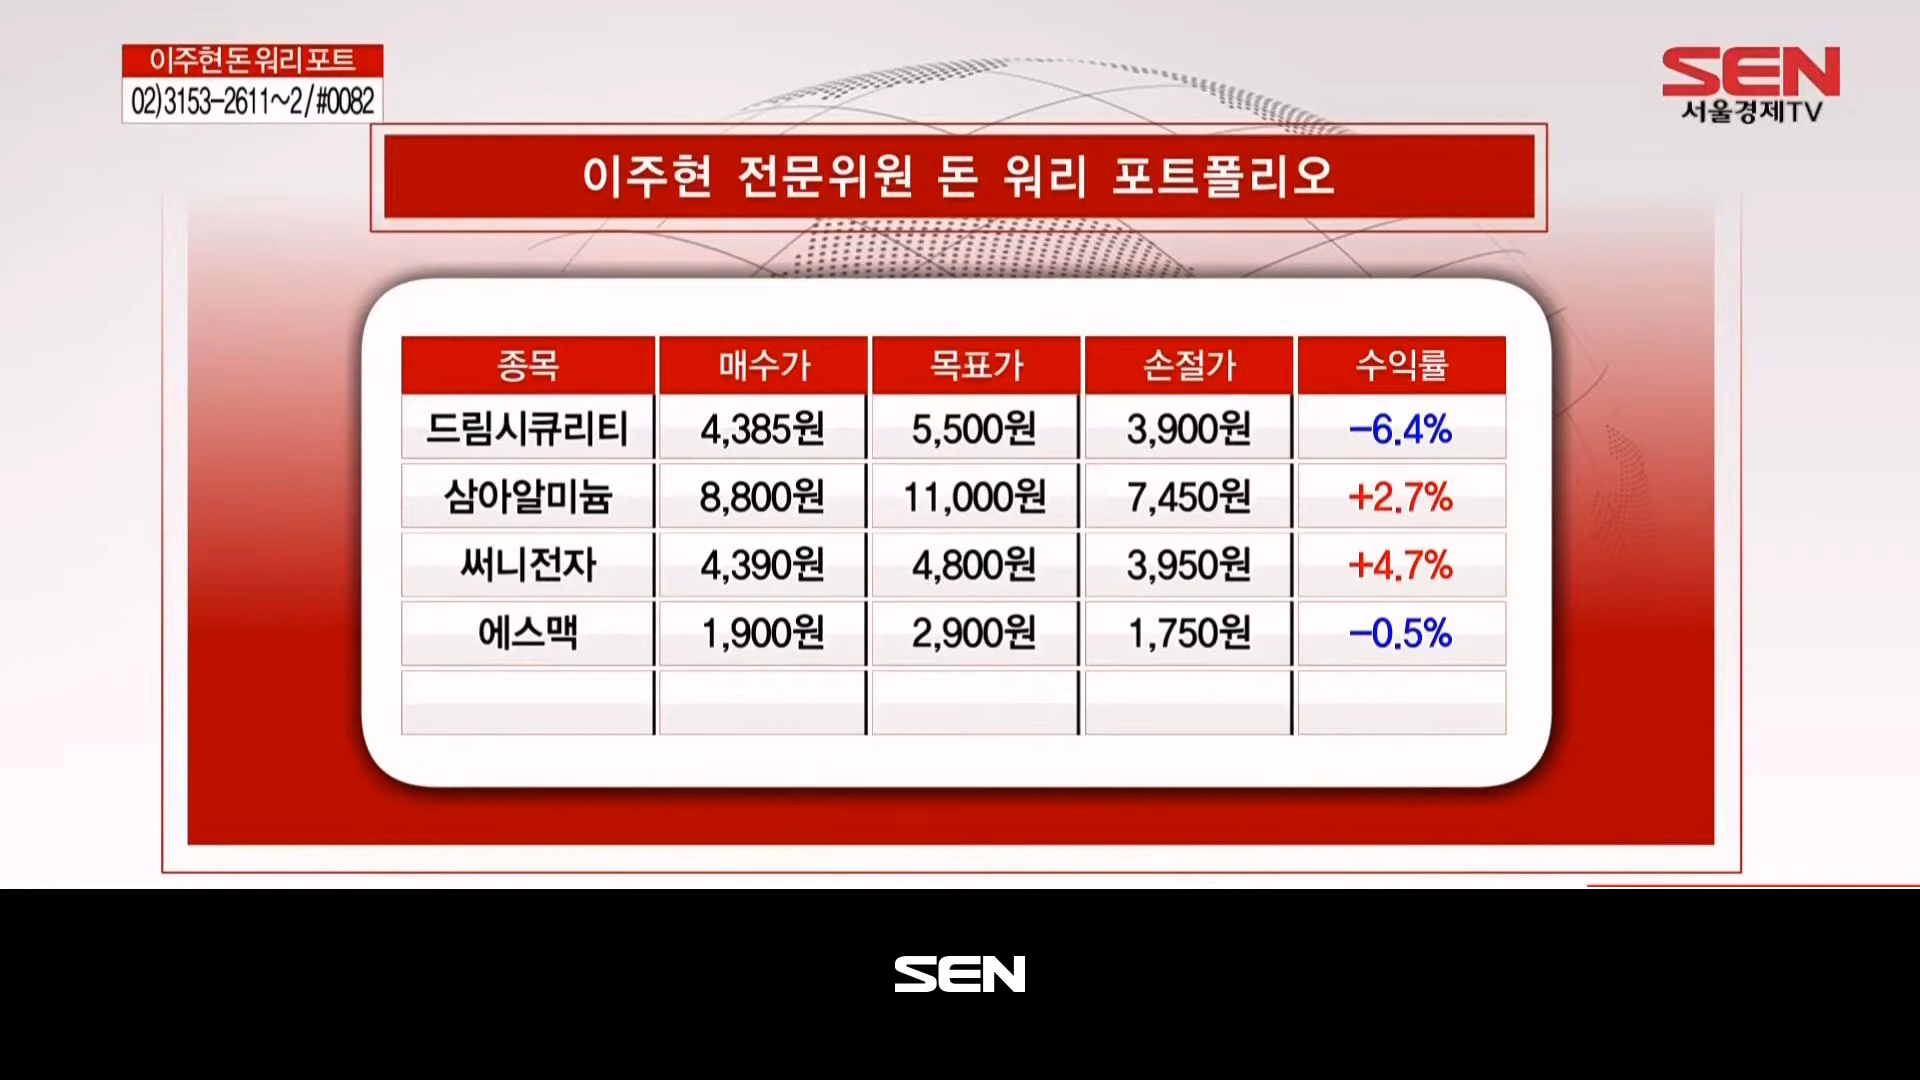 이주현 돈 워리 포트
02)3153-2611~2/#0082
SEN
서울경제TV
이주현 전문위원 돈 워리 포트폴리오
종목 매수가 목표가 손절가 수익률
드림시큐리티 4,385원 5,500원 3,900원 -6.4%
삼아알미늄 8,800원 11,000원 7,450원 +2.7%
써니전자 4,390원 4,800원 3,950원 +4.7%
에스맥 1,900원 2,900원 1,750원 -0.5%
SEN